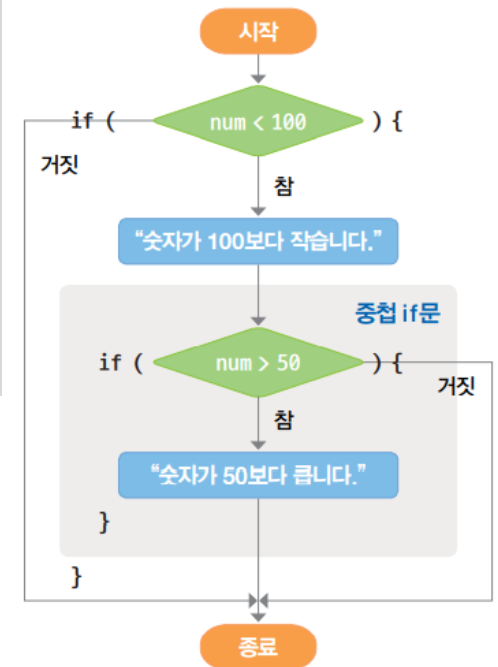 시작
if ( num < 100 ) {
거짓
참
“숫자가 100보다 작습니다.”
중첩 if문
if ( num > 50 ) {
거짓
참
“숫자가 50보다 큽니다.”
}
}
종료